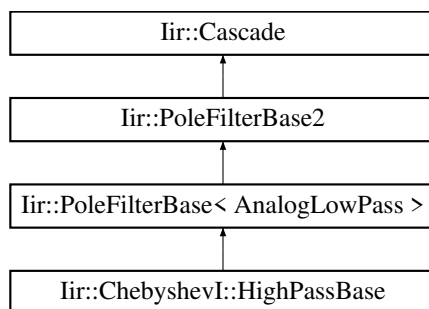 Iir::Cascade
Iir::PoleFilterBase2
Iir::PoleFilterBase< AnalogLowPass >
Iir::ChebyshevI::HighPassBase